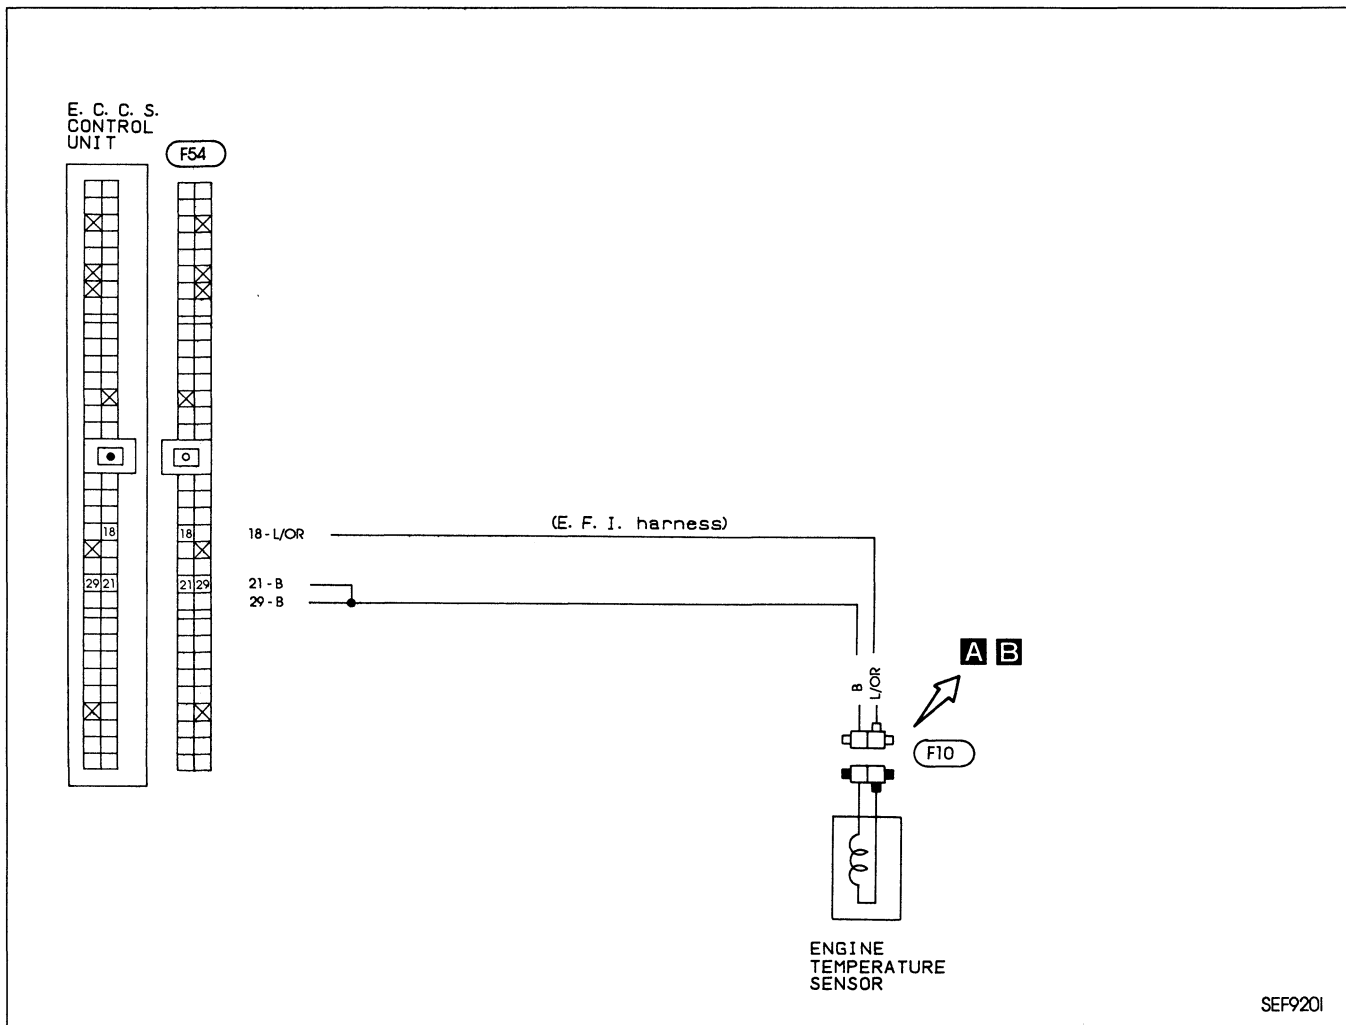 E. C. C. S.
CONTROL
UNIT
F54
18
18
29 21
21 29
18 - L/OR
(E. F. I. harness)
21 - B
29 - B
A B
B
L/OR
F10
ENGINE
TEMPERATURE
SENSOR
SEF920I